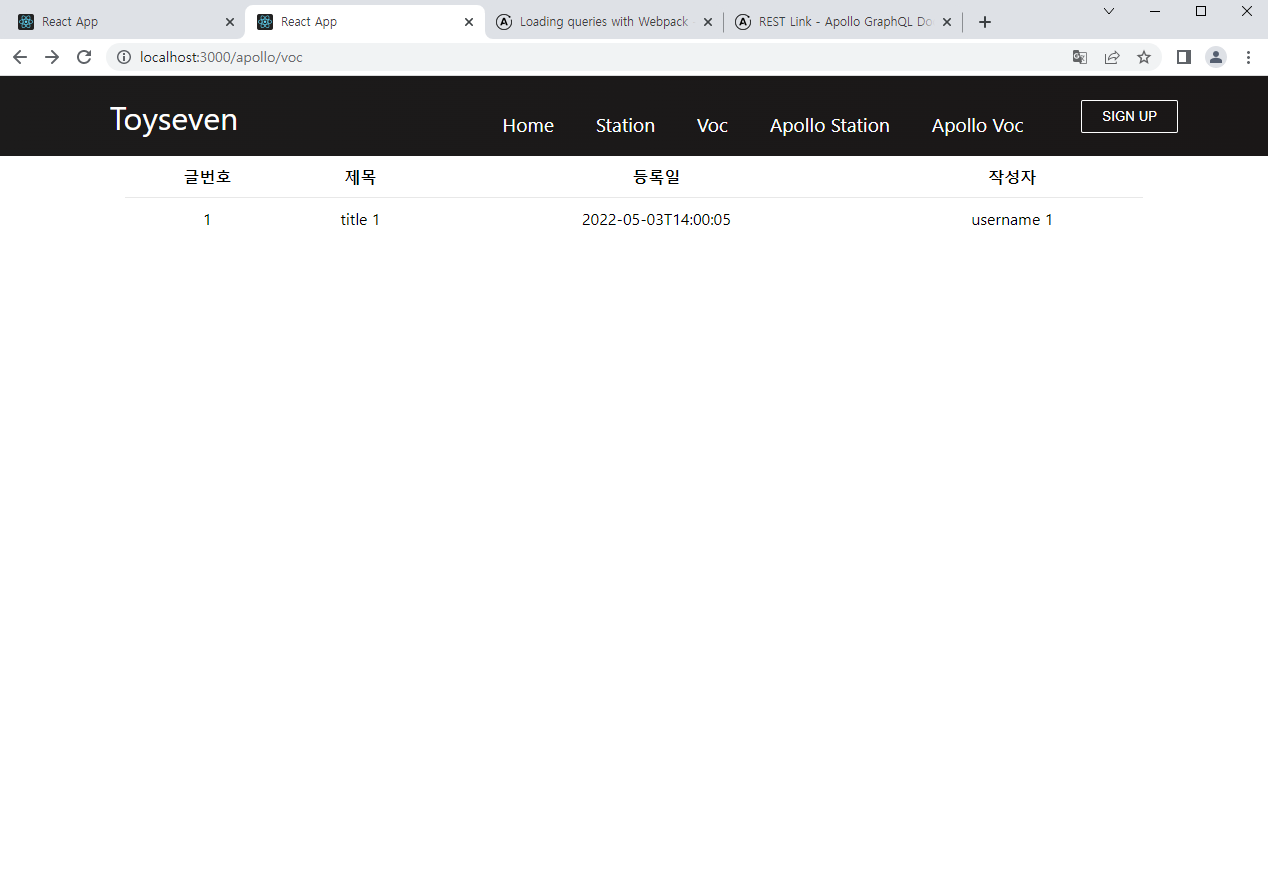 React App
React App
Loading queries with Webpack
REST Link - Apollo GraphQL Do
localhost:3000/apollo/voc
Toyseven
Home Station Voc Apollo Station Apollo Voc SIGN UP
글번호 제목 등록일 작성자
1 title 1 2022-05-03T14:00:05 username 1